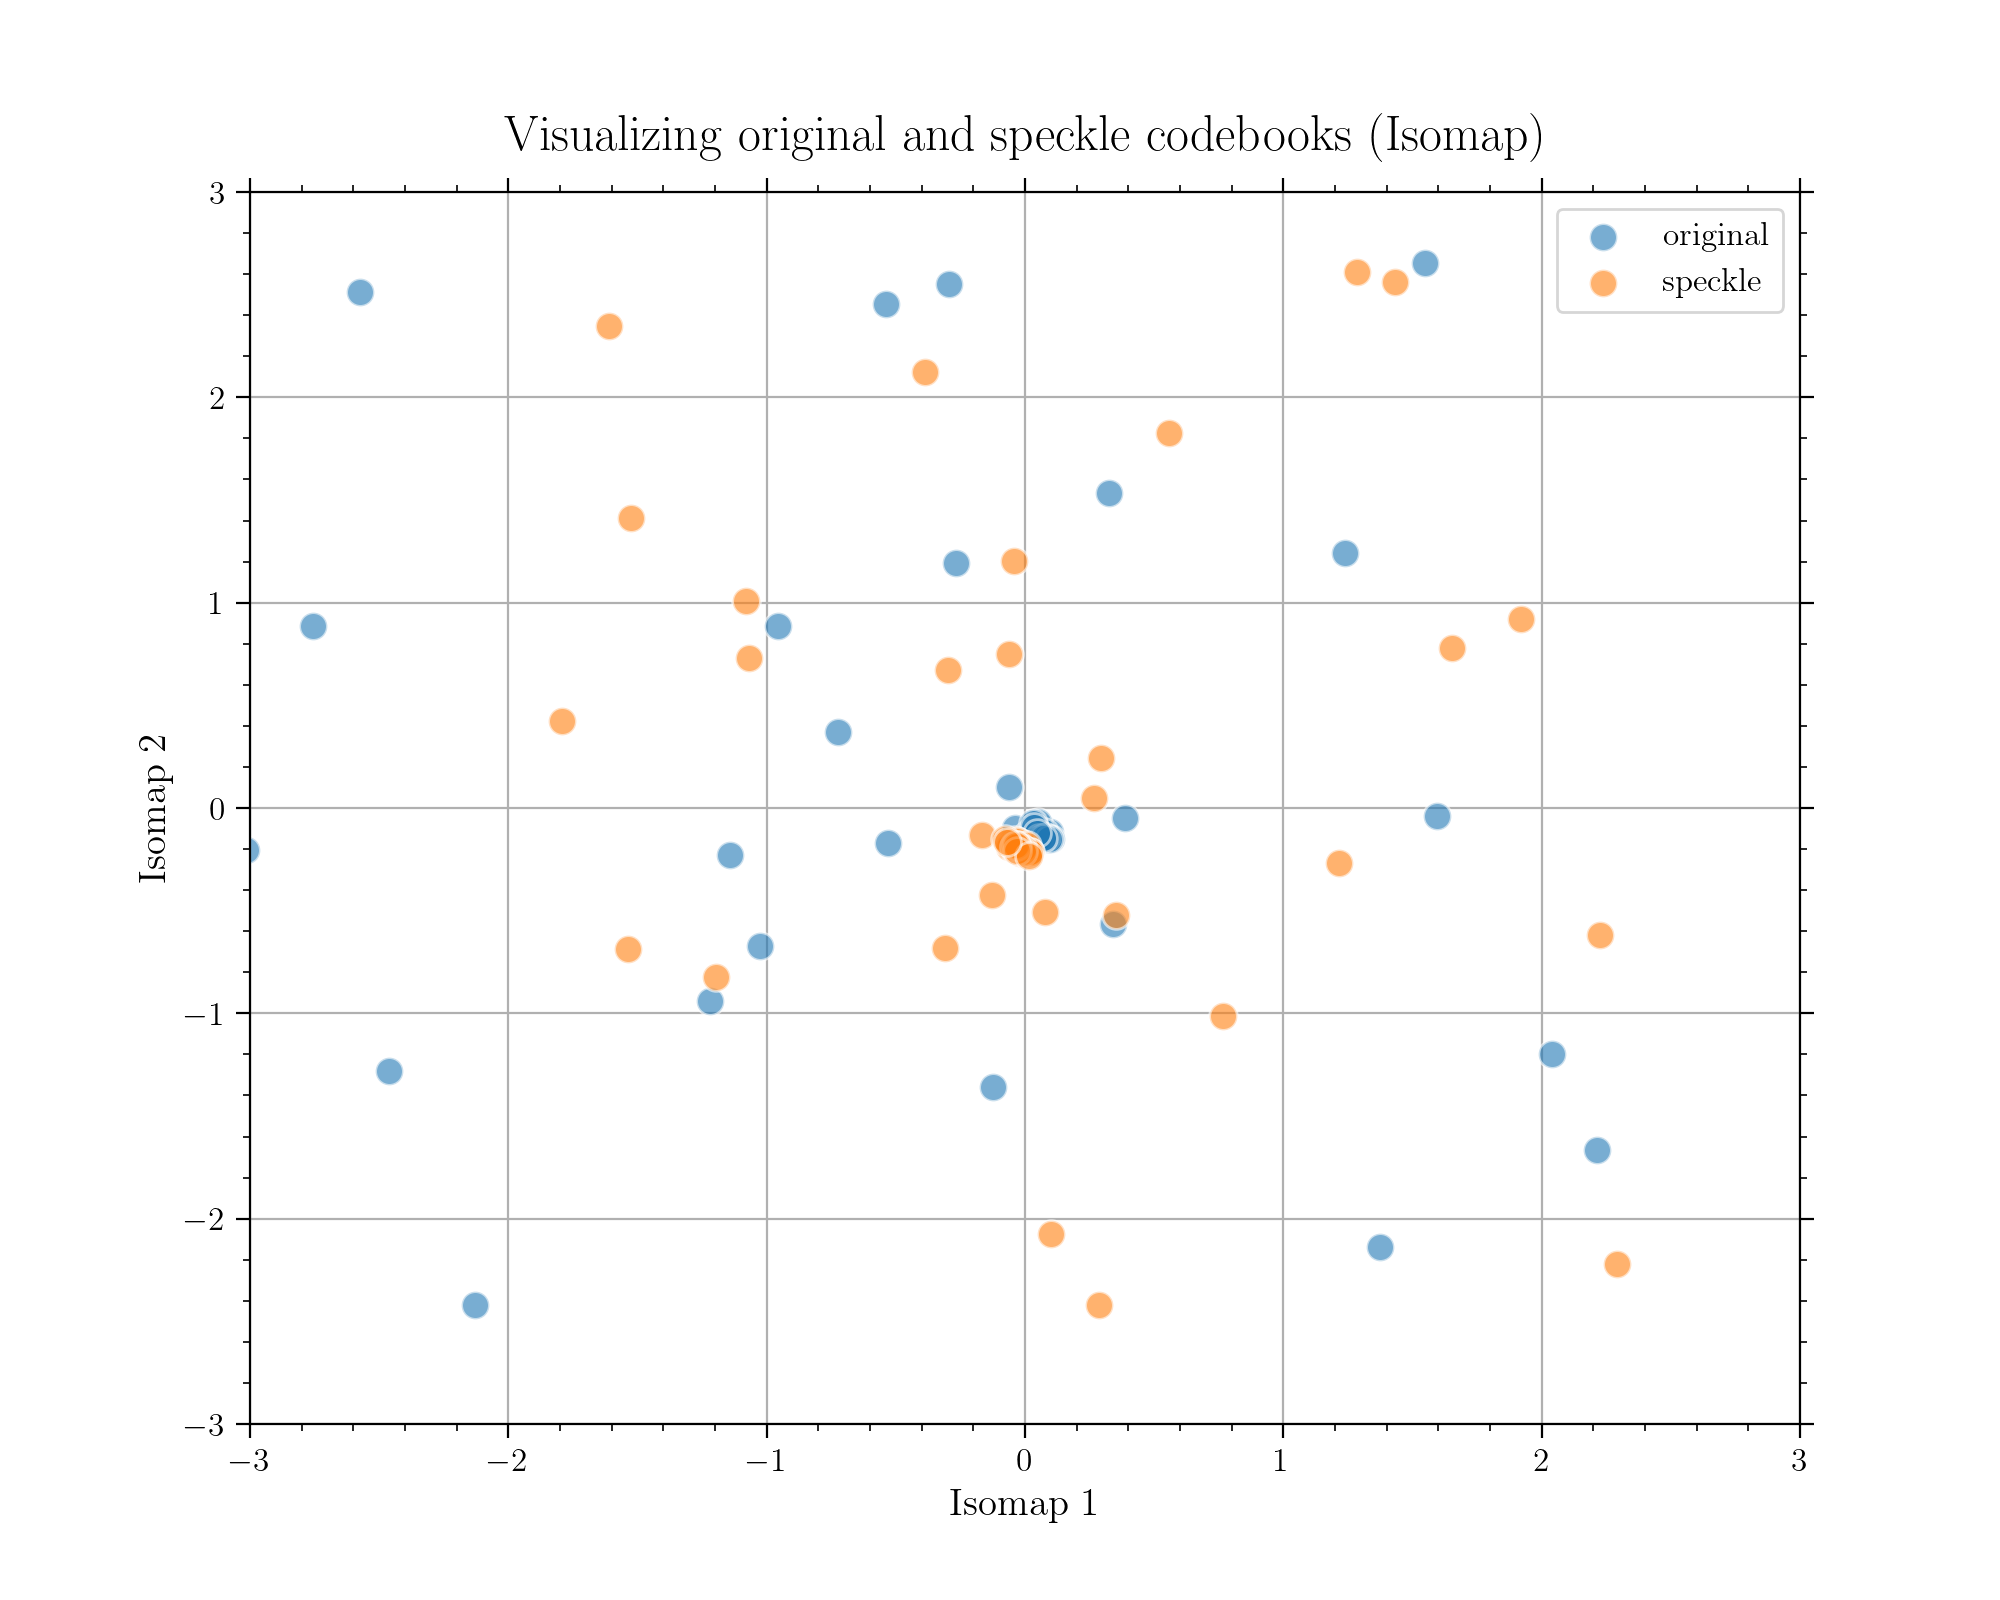 Visualizing original and speckle codebooks (Isomap)
original
speckle
3
2
1
0
−1
−2
−3
Isomap 2
−3
−2
−1
0
1
2
3
Isomap 1